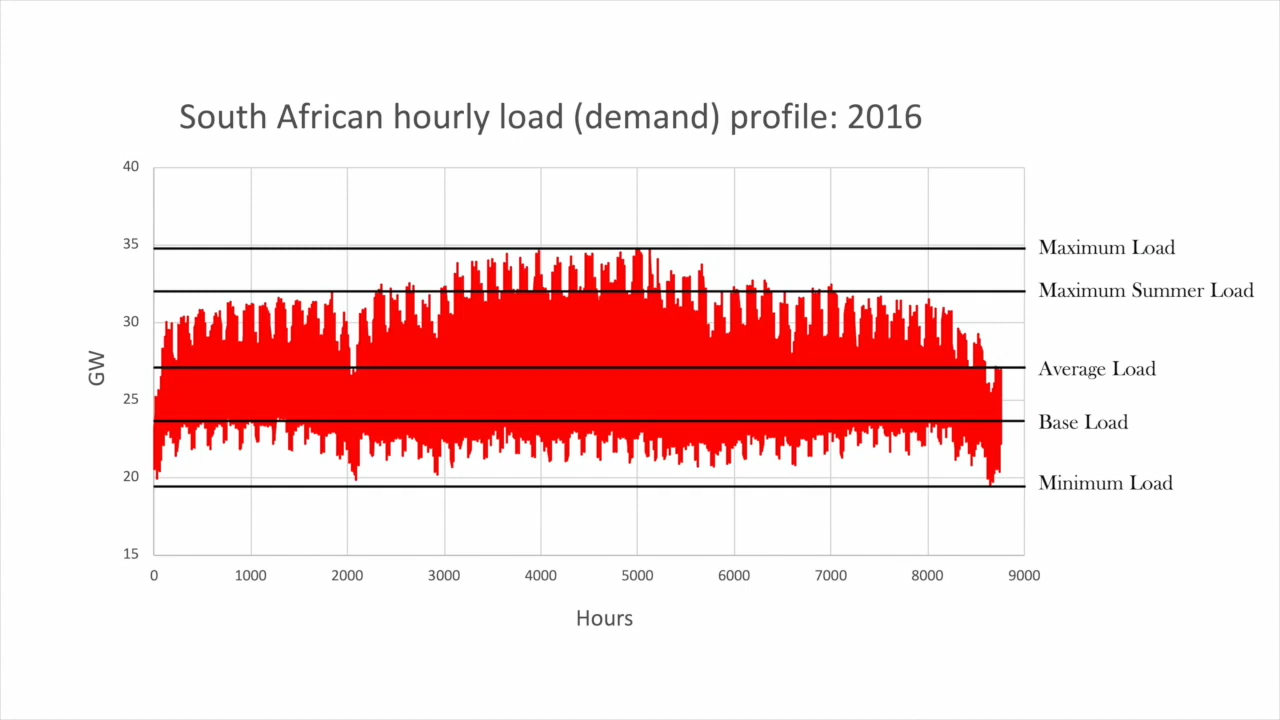 South African hourly load (demand) profile: 2016
40
35
30
25
20
15
GW
0 1000 2000 3000 4000 5000 6000 7000 8000 9000
Hours
Maximum Load
Maximum Summer Load
Average Load
Base Load
Minimum Load